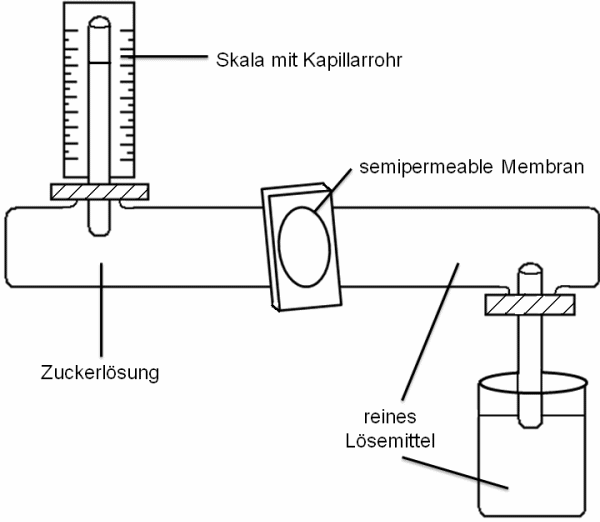 Skala mit Kapillarrohr
semipermeable Membran
Zuckerlösung
reines
Lösemittel